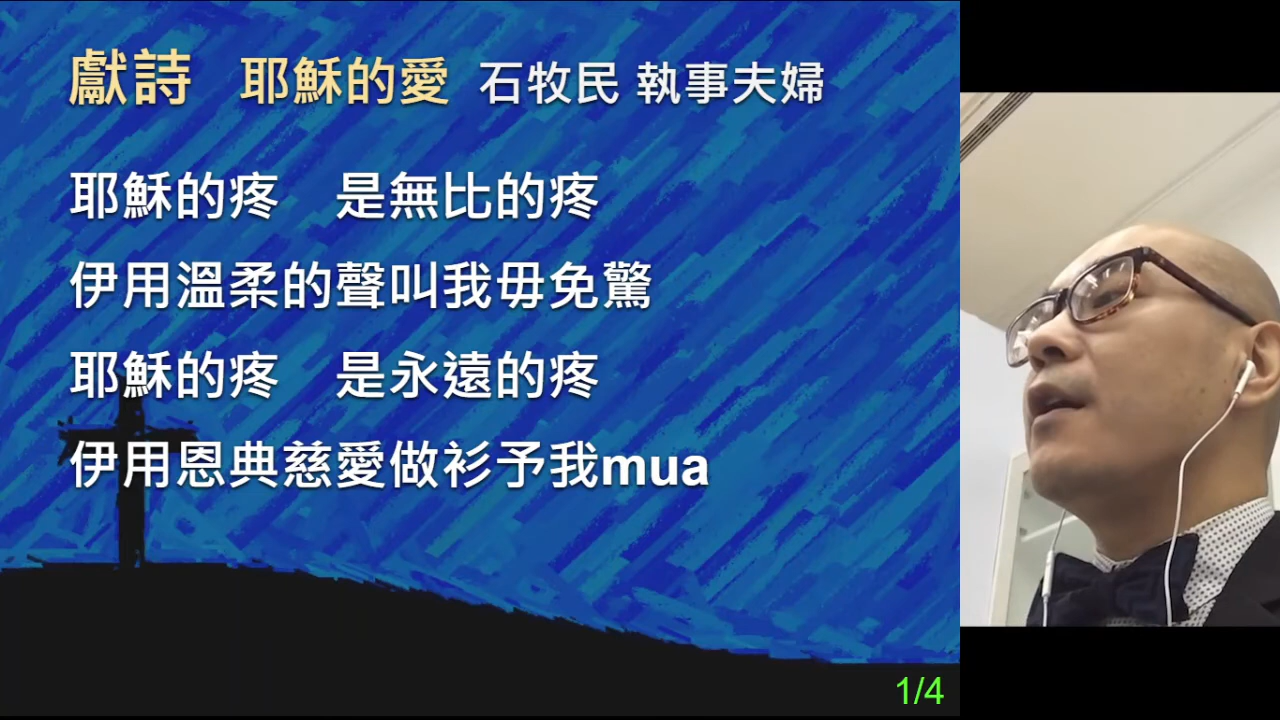 獻詩 耶穌的愛 石牧民 執事夫婦
耶穌的疼 是無比的疼
伊用溫柔的聲叫我毋免驚
耶穌的疼 是永遠的疼
伊用恩典慈愛做衫予我mua
1/4